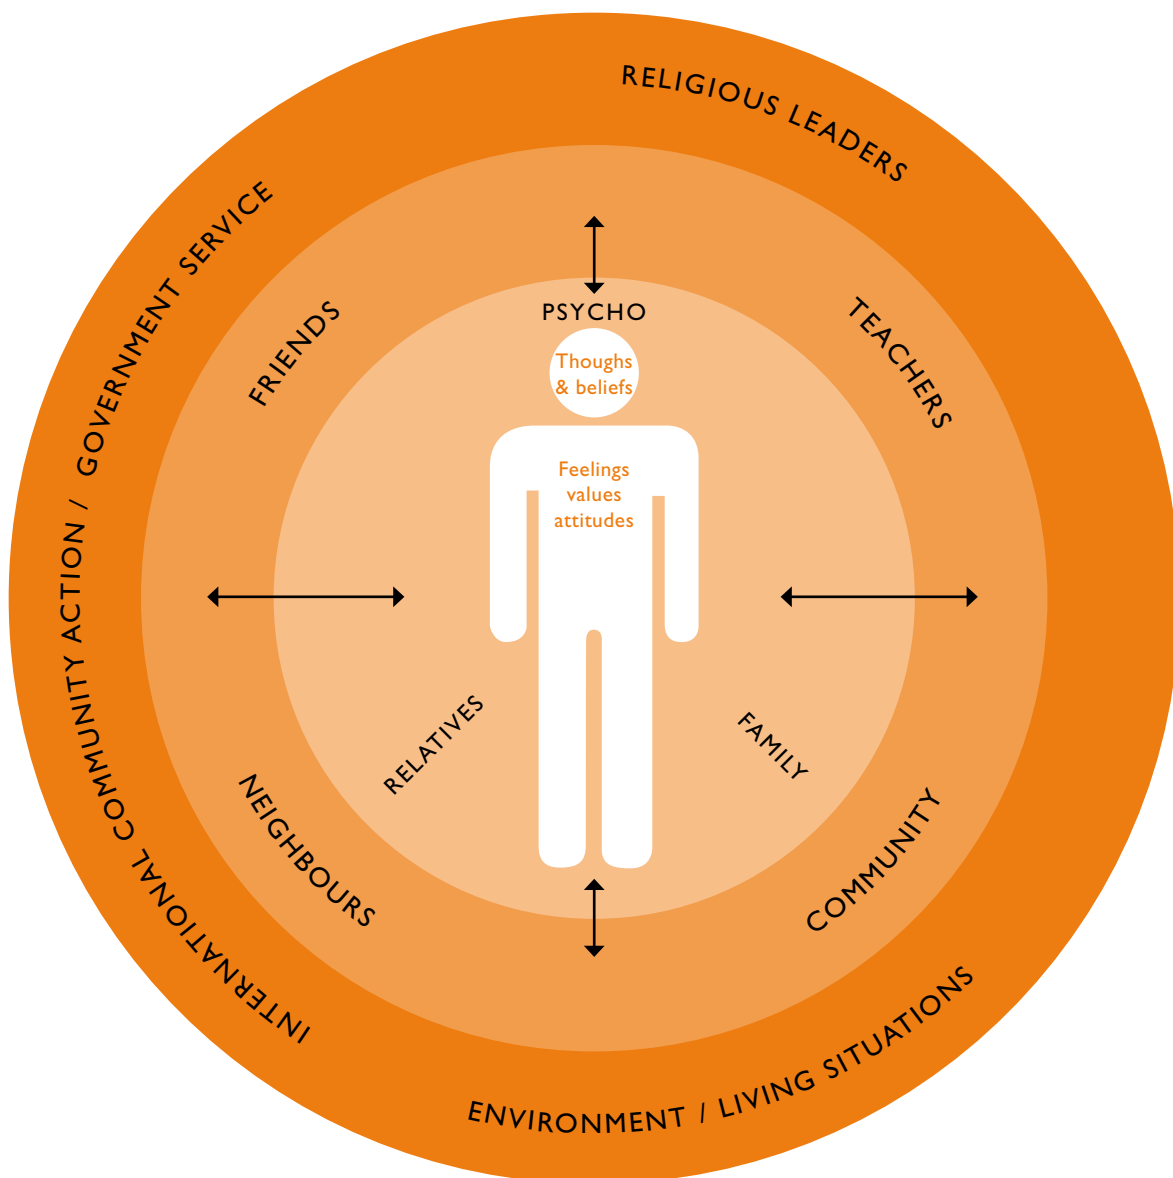 RELIGIOUS LEADERS
INTERNATIONAL COMMUNITY ACTION / GOVERNMENT SERVICE
FRIENDS
TEACHERS
PSYCHO
Thoughs
& beliefs
Feelings
values
attitudes
RELATIVES
FAMILY
NEIGHBOURS
COMMUNITY
ENVIRONMENT / LIVING SITUATIONS